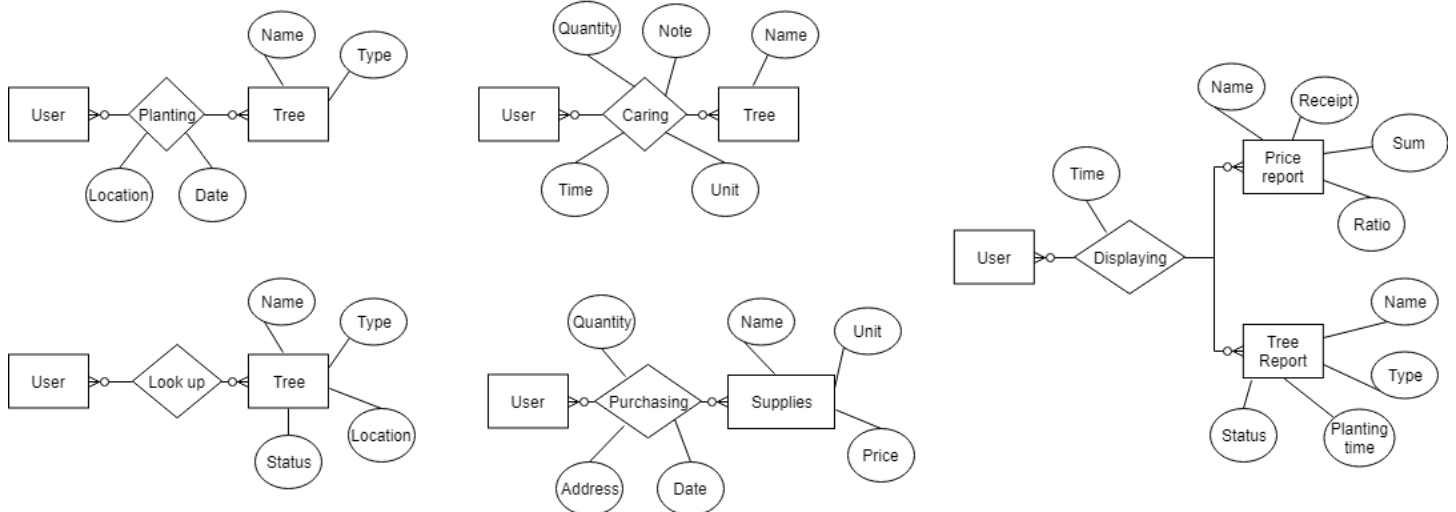 Name
Type
User
Planting
Tree
Location
Date
Quantity
Note
Name
User
Caring
Tree
Time
Unit
Name
Type
User
Look up
Tree
Location
Status
Quantity
Name
Unit
User
Purchasing
Supplies
Price
Address
Date
Name
Receipt
Sum
Price
report
Ratio
Time
User
Displaying
Name
Tree
Report
Type
Status
Planting
time